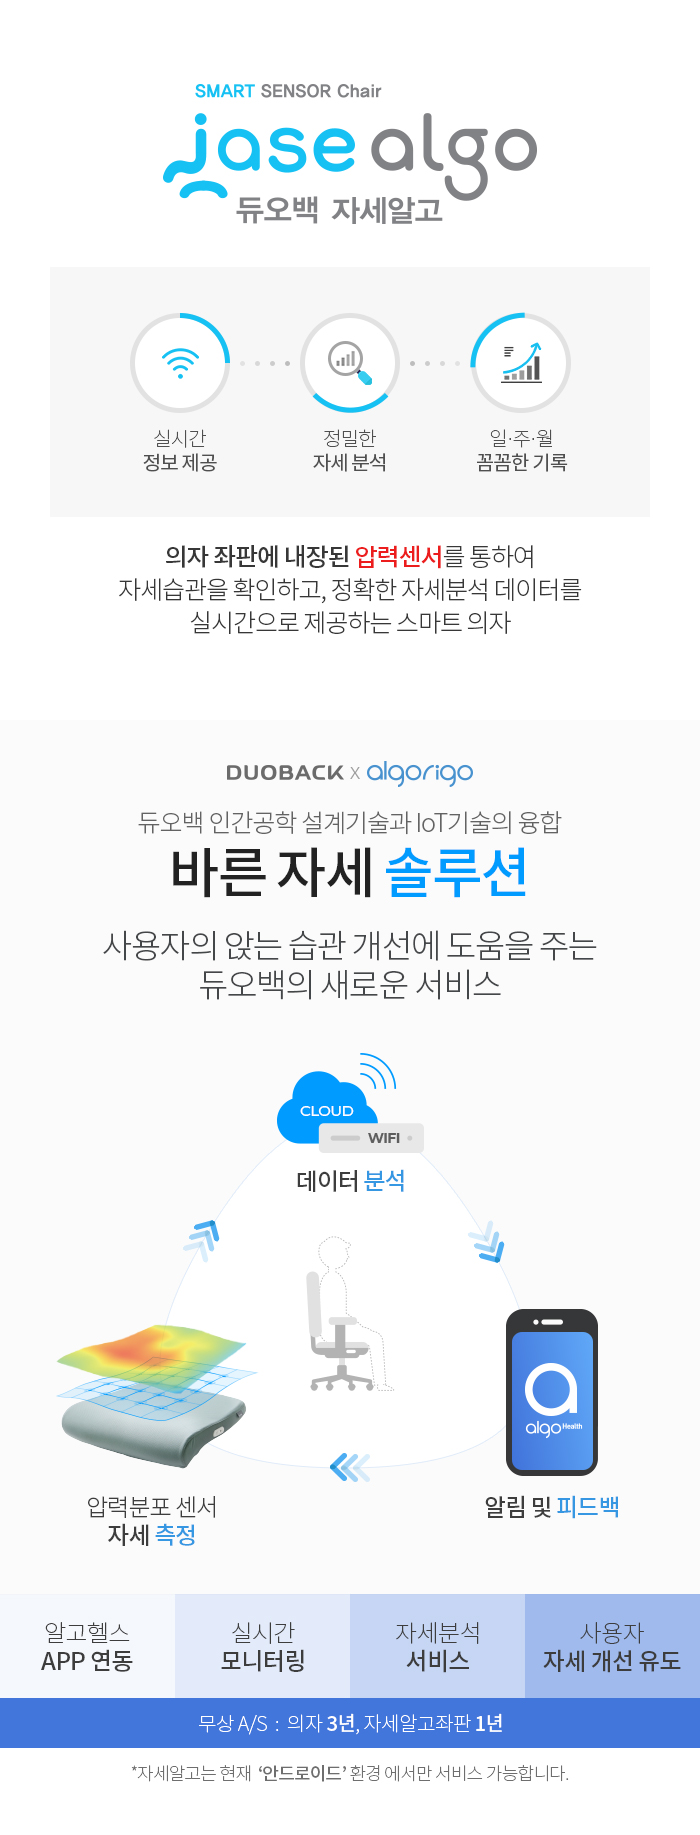 SMART SENSOR Chair
jase algo
듀오백 자세알고
실시간
정보 제공
정밀한
자세 분석
일·주·월
꼼꼼한 기록
의자 좌판에 내장된 압력센서를 통하여
자세습관을 확인하고, 정확한 자세분석 데이터를
실시간으로 제공하는 스마트 의자
DUOBACK x algorigo
듀오백 인간공학 설계기술과 IoT기술의 융합
바른 자세 솔루션
사용자의 앉는 습관 개선에 도움을 주는
듀오백의 새로운 서비스
CLOUD
WIFI
데이터 분석
a
algo Health
압력분포 센서
자세 측정
알림 및 피드백
알고헬스
APP 연동
실시간
모니터링
자세분석
서비스
사용자
자세 개선 유도
무상 A/S : 의자 3년, 자세알고좌판 1년
*자세알고는 현재 ‘안드로이드’ 환경 에서만 서비스 가능합니다.